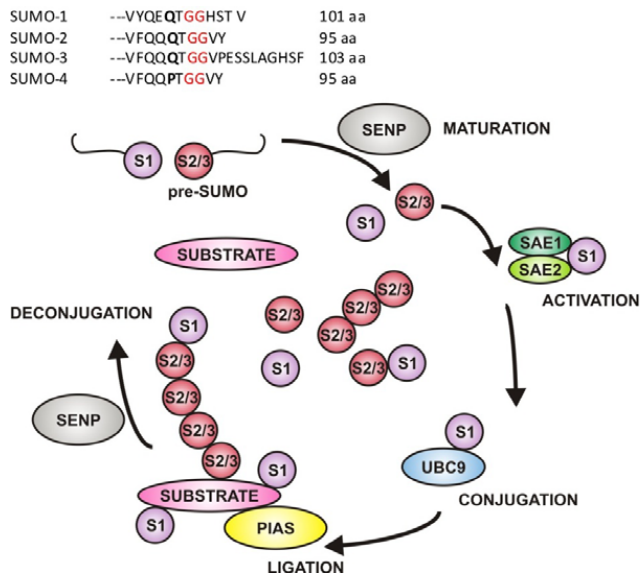 SUMO-1 ---VYQEQTGGHST V 101 aa
SUMO-2 ---VFQQQTGGVY 95 aa
SUMO-3 ---VFQQQTGGVPESSLAGHSF 103 aa
SUMO-4 ---VFQQPTGGVY 95 aa
SENP
MATURATION
S1
S2/3
pre-SUMO
S2/3
S1
SAE1
SAE2
S1
ACTIVATION
SUBSTRATE
DECONJUGATION
S1
S2/3
S2/3
S2/3
S2/3
S2/3
S2/3
S2/3
S1
S2/3
S1
S2/3
SENP
S1
UBC9
CONJUGATION
S1
SUBSTRATE
S1
PIAS
LIGATION